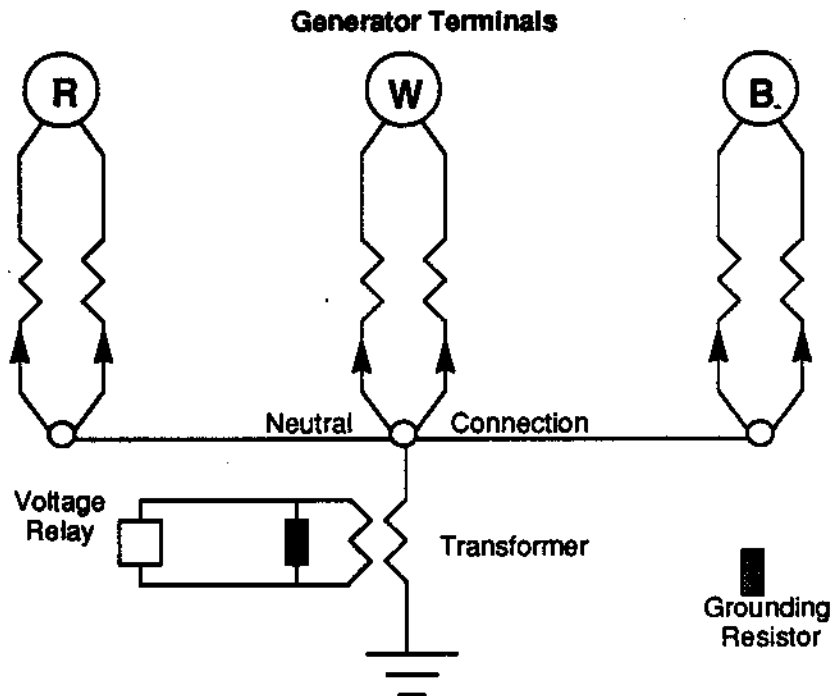 Generator Terminals
R
W
B
Neutral Connection
Voltage
Relay
Transformer
Grounding
Resistor